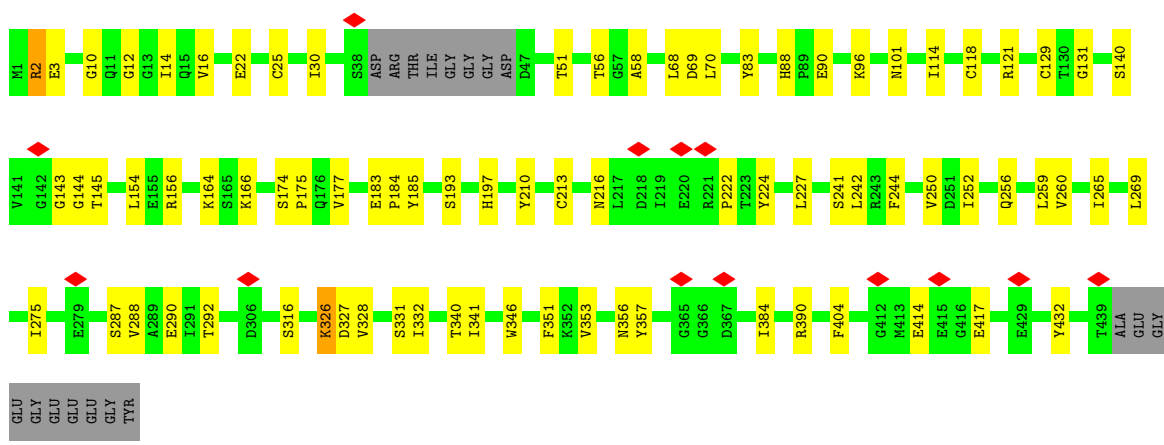 M1 R2 E3 G10 Q11 G12 G13 I14 Q15 V16 E22 C25 I30 S38 ASP ARG THR ILE GLY GLY GLY ASP D47 T51 T56 G57 A58 L68 D69 L70 Y83 H88 P89 E90 K96 N101 I114 C118 R121 C129 T130 G131 S140
V141 G142 G143 G144 T145 L154 E155 R156 K164 S165 K166 S174 P175 Q176 V177 E183 P184 Y185 S193 H197 Y210 C213 N216 L217 D218 I219 E220 R221 P222 T223 Y224 L227 S241 L242 R243 F244 V250 D251 I252 Q256 L259 V260 I265 L269
I275 E279 S287 V288 A289 E290 I291 T292 D306 S316 K326 D327 V328 S331 I332 T340 I341 W346 F351 K352 V353 N356 Y357 G365 G366 D367 I384 R390 F404 G412 M413 E414 E415 G416 E417 E429 Y432 T439 ALA GLU GLY
GLU GLY GLU GLU GLU GLY TYR